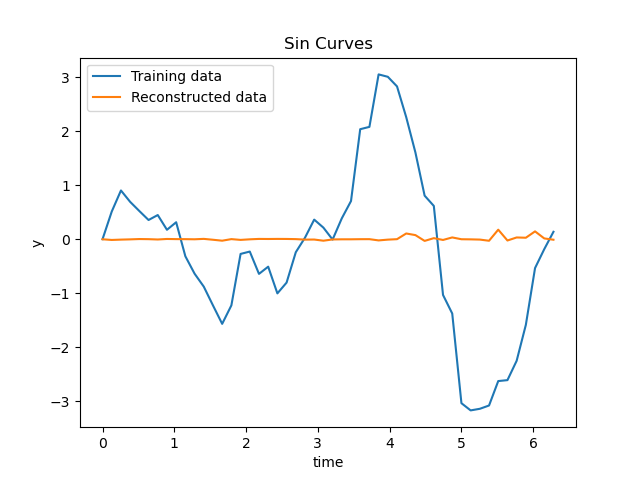 Sin Curves
Training data
Reconstructed data
y
3
2
1
0
−1
−2
−3
0 1 2 3 4 5 6
time